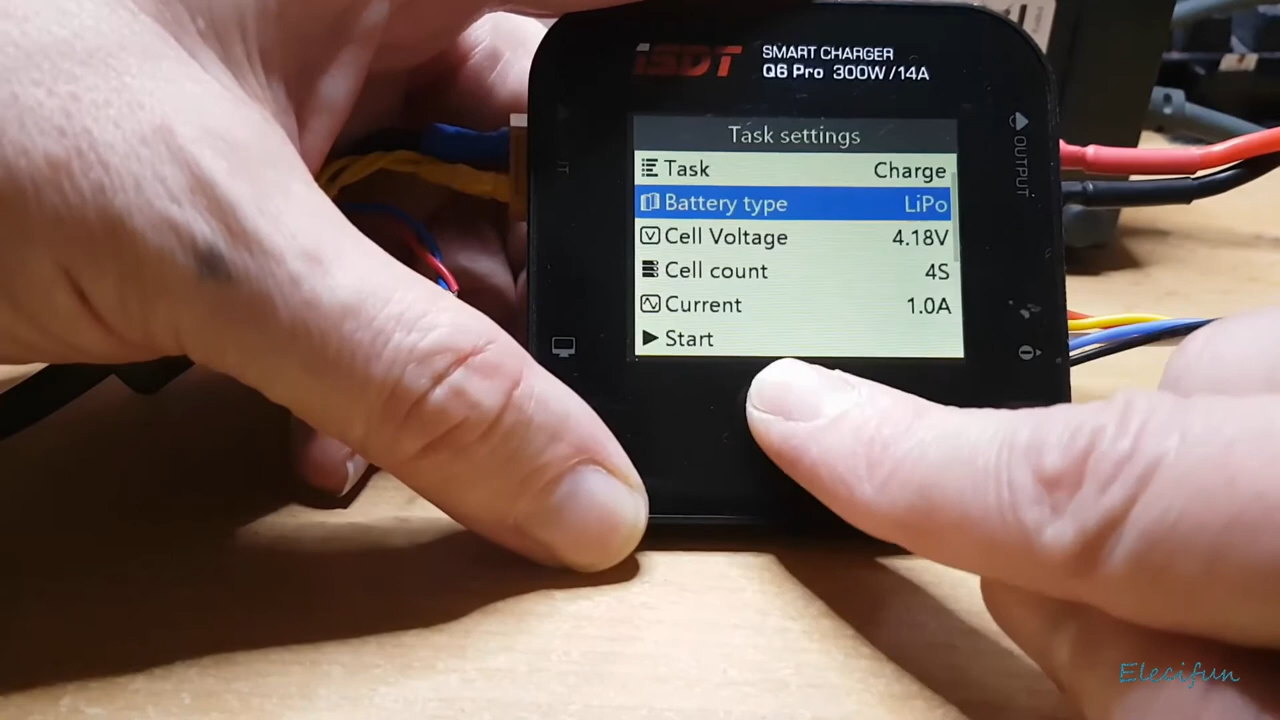 iSDT
SMART CHARGER
Q6 Pro 300W/14A
Task settings
Task Charge
Battery type LiPo
Cell Voltage 4.18V
Cell count 4S
Current 1.0A
Start
OUTPUT
Elecifun